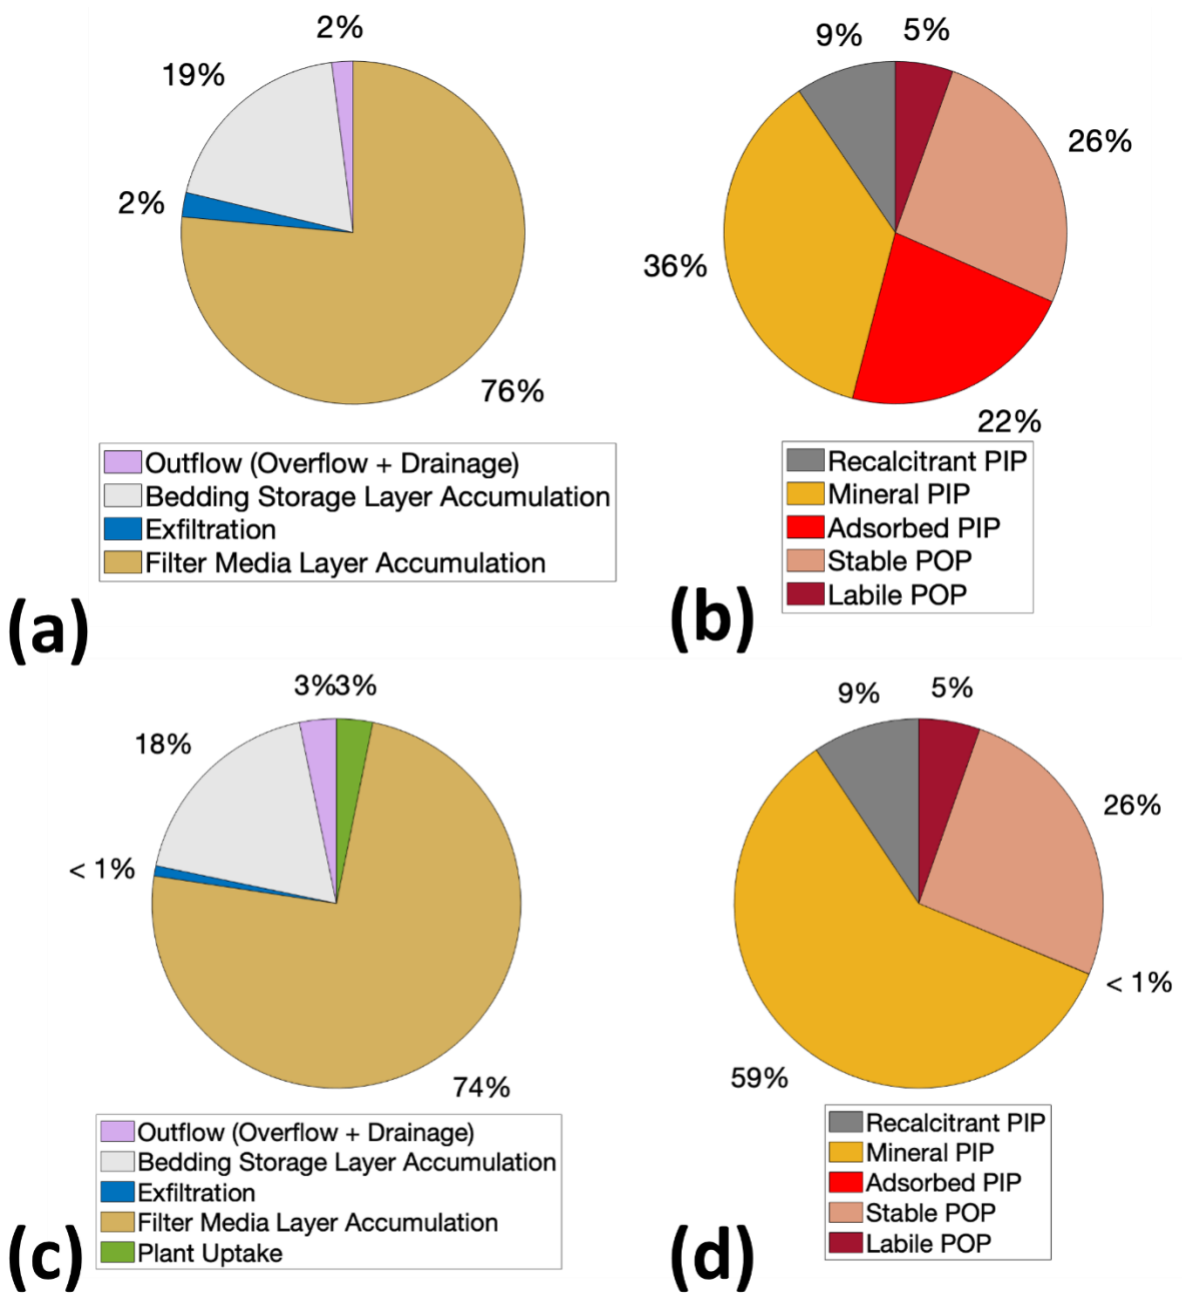 2%
19%
2%
76%
Outflow (Overflow + Drainage)
Bedding Storage Layer Accumulation
Exfiltration
Filter Media Layer Accumulation
(a)
9%
5%
26%
36%
22%
Recalcitrant PIP
Mineral PIP
Adsorbed PIP
Stable POP
Labile POP
(b)
3%3%
18%
< 1%
74%
Outflow (Overflow + Drainage)
Bedding Storage Layer Accumulation
Exfiltration
Filter Media Layer Accumulation
Plant Uptake
(c)
9%
5%
26%
< 1%
59%
Recalcitrant PIP
Mineral PIP
Adsorbed PIP
Stable POP
Labile POP
(d)